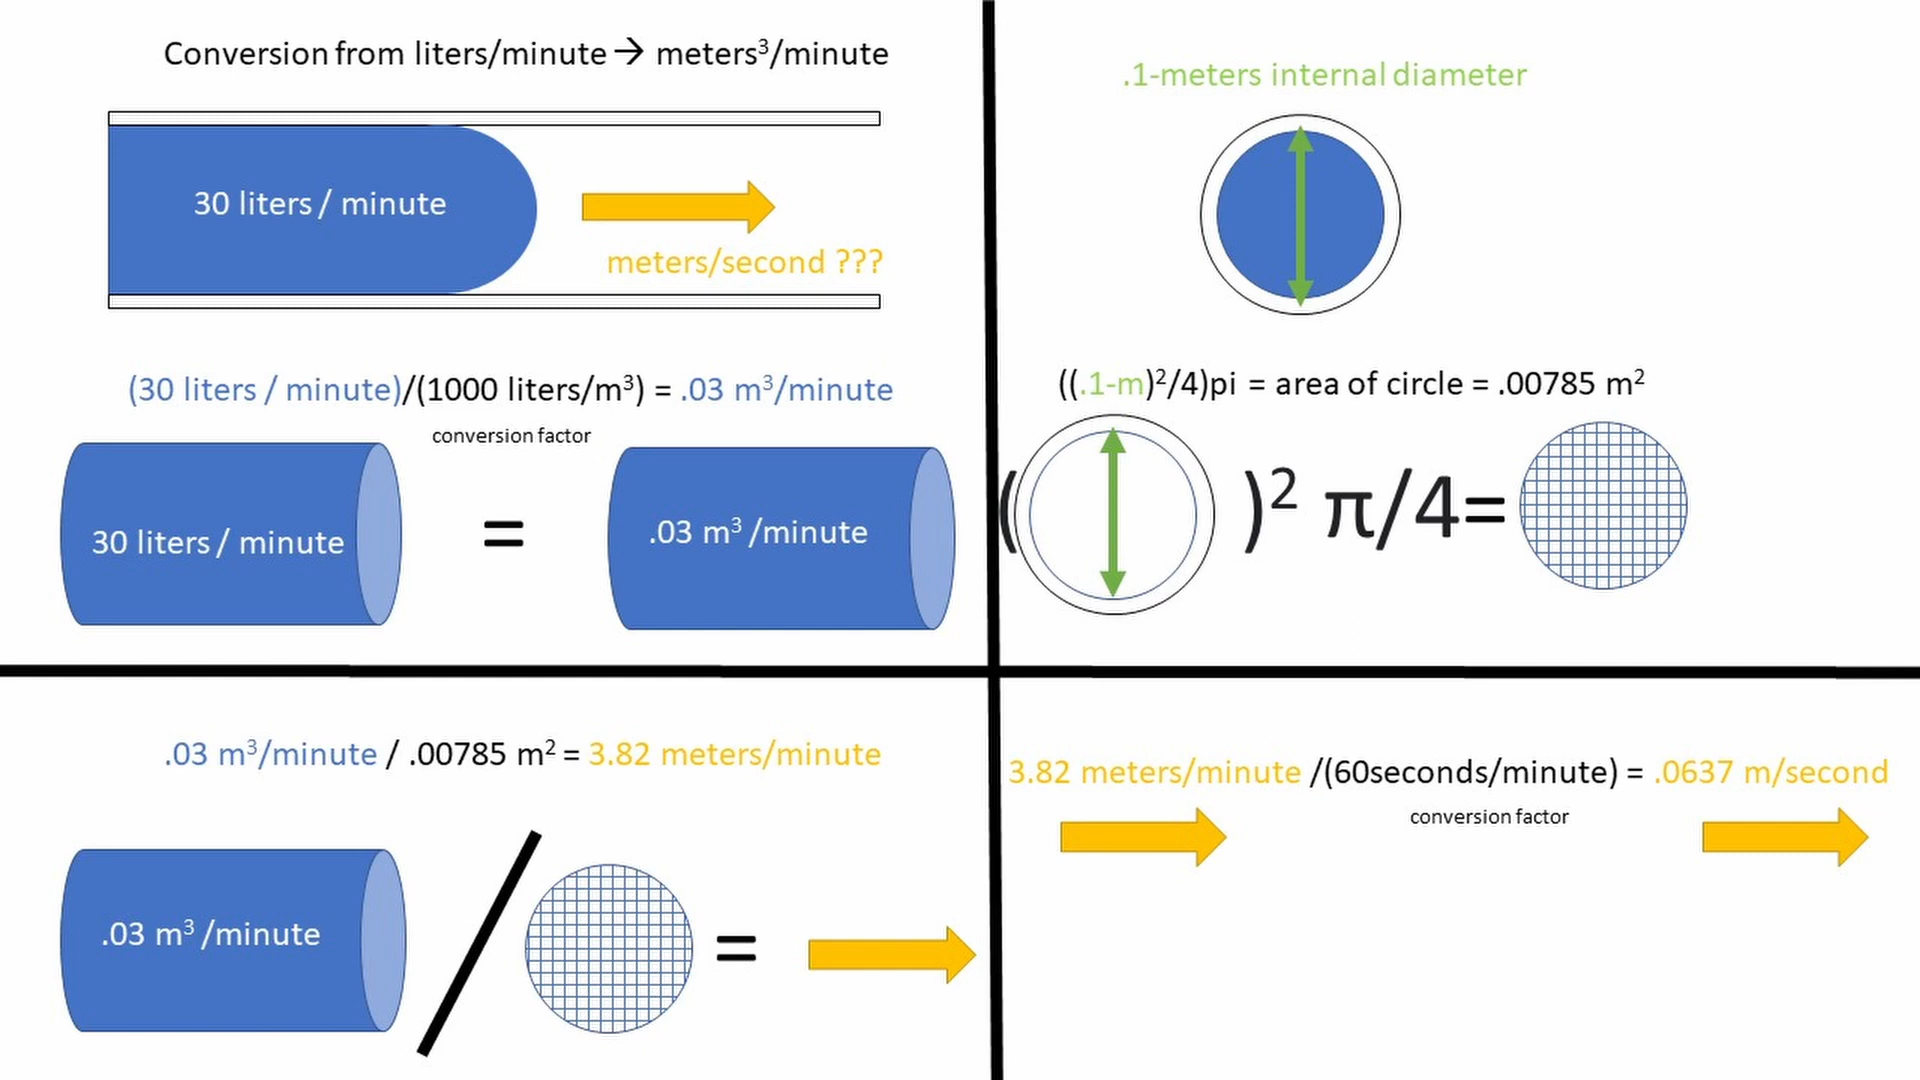 Conversion from liters/minute → meters³/minute
30 liters / minute
meters/second ???
(30 liters / minute)/(1000 liters/m³) = .03 m³/minute
conversion factor
30 liters / minute
=
.03 m³ /minute
.1-meters internal diameter
((.1-m)²/4)pi = area of circle = .00785 m²
( )² π/4=
.03 m³/minute / .00785 m² = 3.82 meters/minute
.03 m³ /minute
/
=
3.82 meters/minute /(60seconds/minute) = .0637 m/second
conversion factor